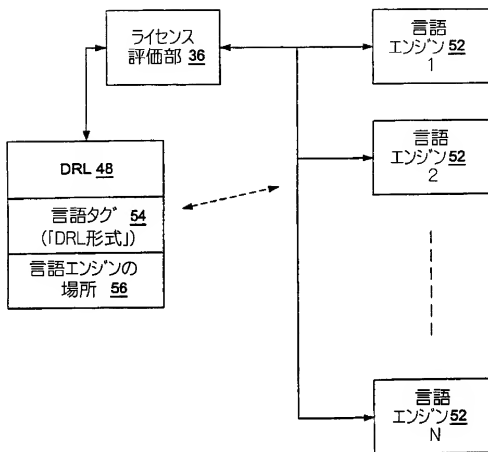 ライセンス
評価部 36
言語
エンジン 52
1
言語
エンジン 52
2
DRL 48
言語タグ 54
(「DRL形式」)
言語エンジンの
場所 56
言語
エンジン 52
N